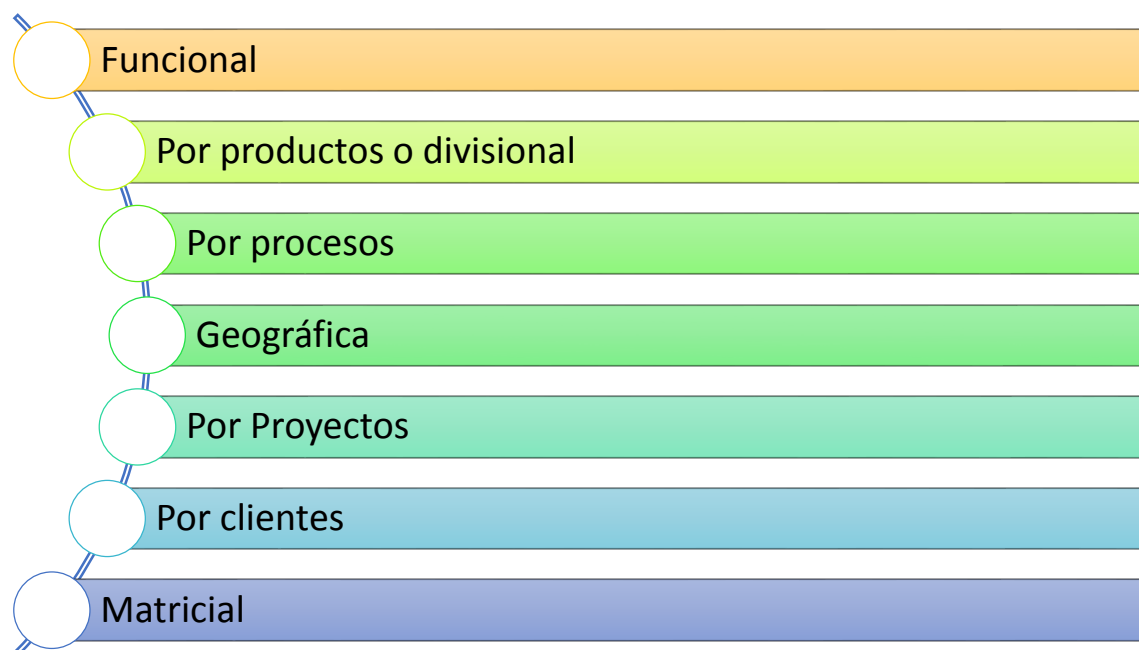 Funcional
Por productos o divisional
Por procesos
Geográfica
Por Proyectos
Por clientes
Matricial